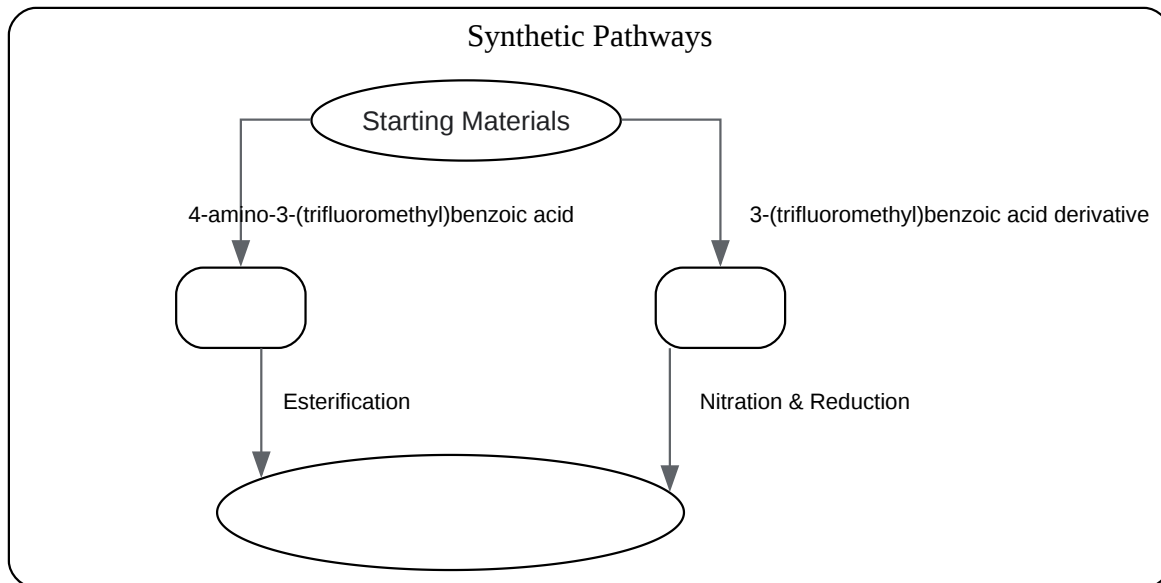 Synthetic Pathways
Starting Materials
4-amino-3-(trifluoromethyl)benzoic acid
3-(trifluoromethyl)benzoic acid derivative
Esterification
Nitration & Reduction